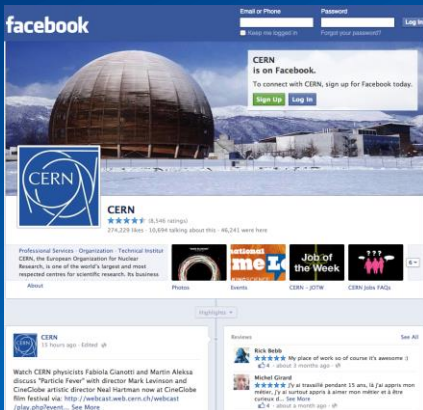 facebook
Email or Phone
Password
Log In
Keep me logged in
Forgot your password?
CERN
is on Facebook.
To connect with CERN, sign up for Facebook today.
Sign Up
Log In
CERN
CERN
(8,546 ratings)
274,229 likes · 10,694 talking about this · 46,241 were here
Professional Services · Organization · Technical Institut
CERN, the European Organization for Nuclear
Research, is one of the world's largest and most
respected centres for scientific research. Its business
About
Photos
Events
CERN - JOTW
CERN Jobs FAQs
Job of
the Week
???
6
Highlights
CERN
15 hours ago · Edited
Watch CERN physicists Fabiola Gianotti and Martin Aleksa
discuss "Particle Fever" with director Mark Levinson and
CineGlobe artistic director Neal Hartman now at CineGlobe
film festival via: http://webcast.web.cern.ch/webcast
/play.php?event... See More
Reviews
See All
Rick Bebb
My place of work so of course it's awesome :)
4 · about 2 months ago
Michel Girard
J'y ai travaillé pendant 15 ans, là j'ai appris mon
métier, j'y ai surtout appris à aimer mon métier et à être
curieux d... See More
4 · about a month ago